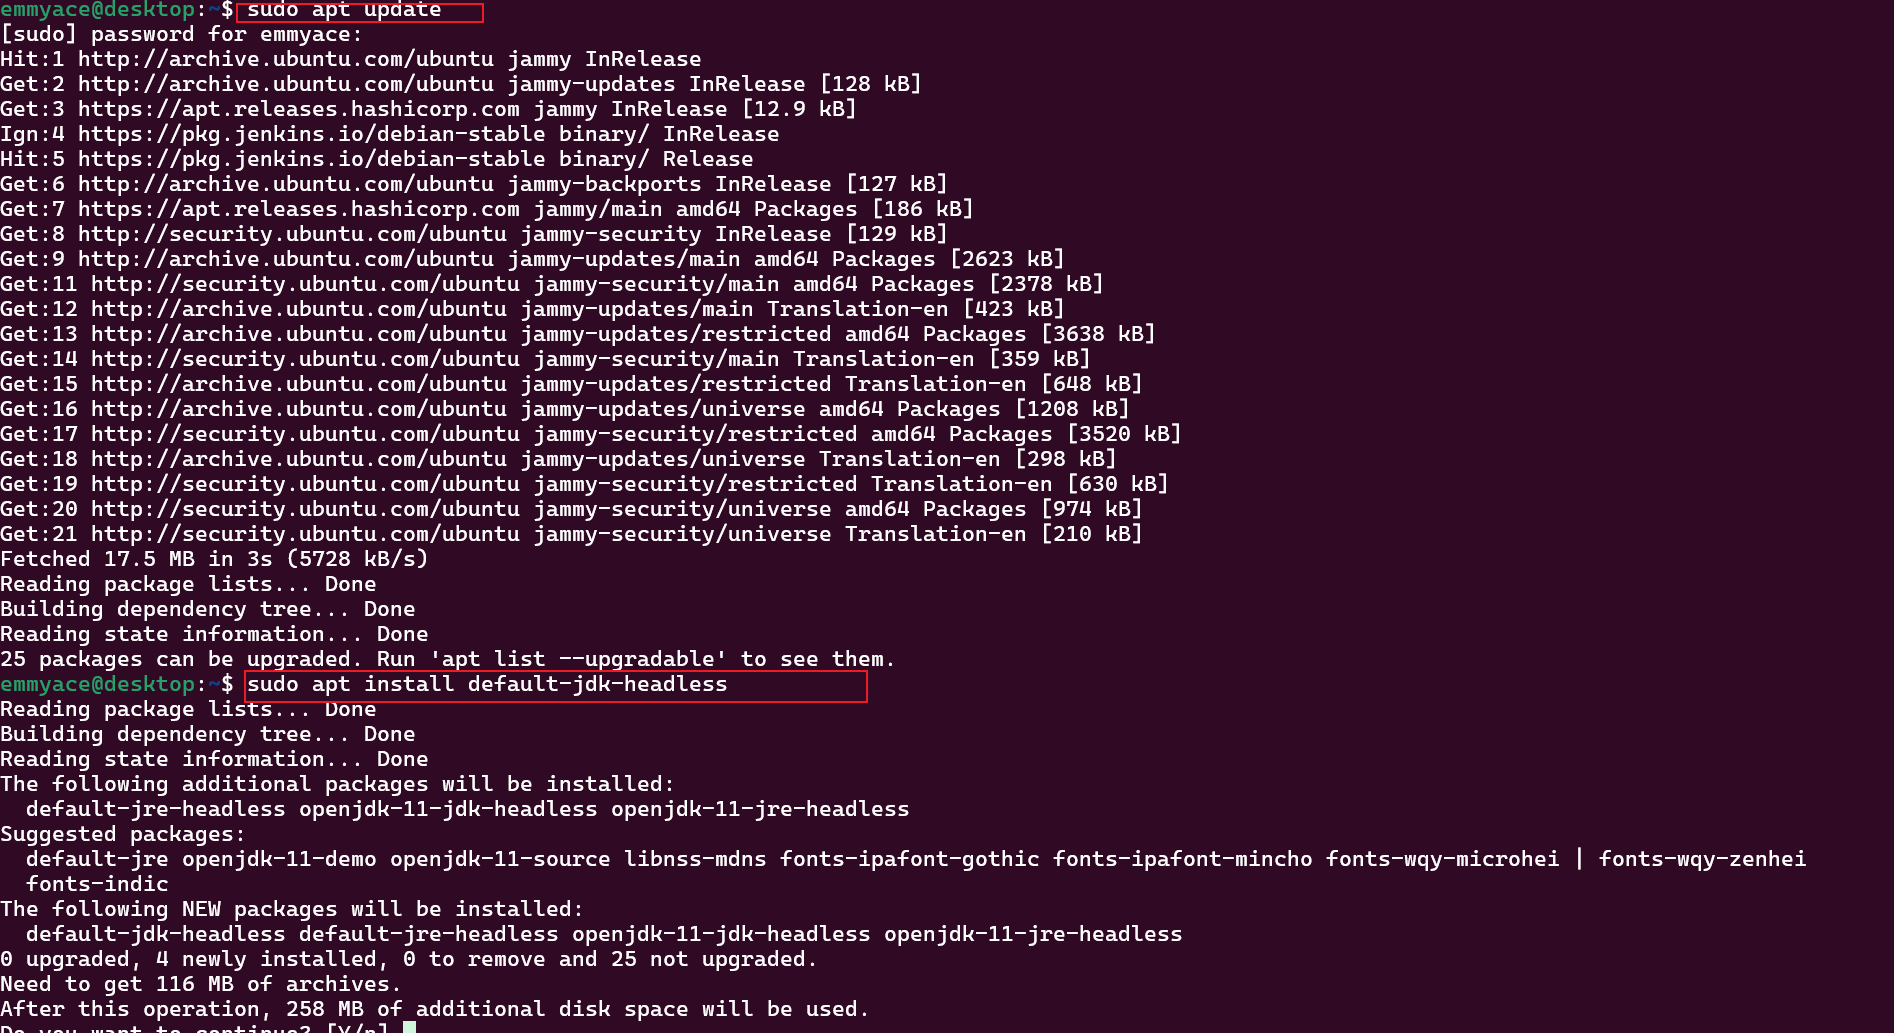 emmyace@desktop:~$ sudo apt update
[sudo] password for emmyace:
Hit:1 http://archive.ubuntu.com/ubuntu jammy InRelease
Get:2 http://archive.ubuntu.com/ubuntu jammy-updates InRelease [128 kB]
Get:3 https://apt.releases.hashicorp.com jammy InRelease [12.9 kB]
Ign:4 https://pkg.jenkins.io/debian-stable binary/ InRelease
Hit:5 https://pkg.jenkins.io/debian-stable binary/ Release
Get:6 http://archive.ubuntu.com/ubuntu jammy-backports InRelease [127 kB]
Get:7 https://apt.releases.hashicorp.com jammy/main amd64 Packages [186 kB]
Get:8 http://security.ubuntu.com/ubuntu jammy-security InRelease [129 kB]
Get:9 http://archive.ubuntu.com/ubuntu jammy-updates/main amd64 Packages [2623 kB]
Get:11 http://security.ubuntu.com/ubuntu jammy-security/main amd64 Packages [2378 kB]
Get:12 http://archive.ubuntu.com/ubuntu jammy-updates/main Translation-en [423 kB]
Get:13 http://archive.ubuntu.com/ubuntu jammy-updates/restricted amd64 Packages [3638 kB]
Get:14 http://security.ubuntu.com/ubuntu jammy-security/main Translation-en [359 kB]
Get:15 http://archive.ubuntu.com/ubuntu jammy-updates/restricted Translation-en [648 kB]
Get:16 http://archive.ubuntu.com/ubuntu jammy-updates/universe amd64 Packages [1208 kB]
Get:17 http://security.ubuntu.com/ubuntu jammy-security/restricted amd64 Packages [3520 kB]
Get:18 http://archive.ubuntu.com/ubuntu jammy-updates/universe Translation-en [298 kB]
Get:19 http://security.ubuntu.com/ubuntu jammy-security/restricted Translation-en [630 kB]
Get:20 http://security.ubuntu.com/ubuntu jammy-security/universe amd64 Packages [974 kB]
Get:21 http://security.ubuntu.com/ubuntu jammy-security/universe Translation-en [210 kB]
Fetched 17.5 MB in 3s (5728 kB/s)
Reading package lists... Done
Building dependency tree... Done
Reading state information... Done
25 packages can be upgraded. Run 'apt list --upgradable' to see them.
emmyace@desktop:~$ sudo apt install default-jdk-headless
Reading package lists... Done
Building dependency tree... Done
Reading state information... Done
The following additional packages will be installed:
  default-jre-headless openjdk-11-jdk-headless openjdk-11-jre-headless
Suggested packages:
  default-jre openjdk-11-demo openjdk-11-source libnss-mdns fonts-ipafont-gothic fonts-ipafont-mincho fonts-wqy-microhei | fonts-wqy-zenhei
  fonts-indic
The following NEW packages will be installed:
  default-jdk-headless default-jre-headless openjdk-11-jdk-headless openjdk-11-jre-headless
0 upgraded, 4 newly installed, 0 to remove and 25 not upgraded.
Need to get 116 MB of archives.
After this operation, 258 MB of additional disk space will be used.
Do you want to continue? [Y/n]